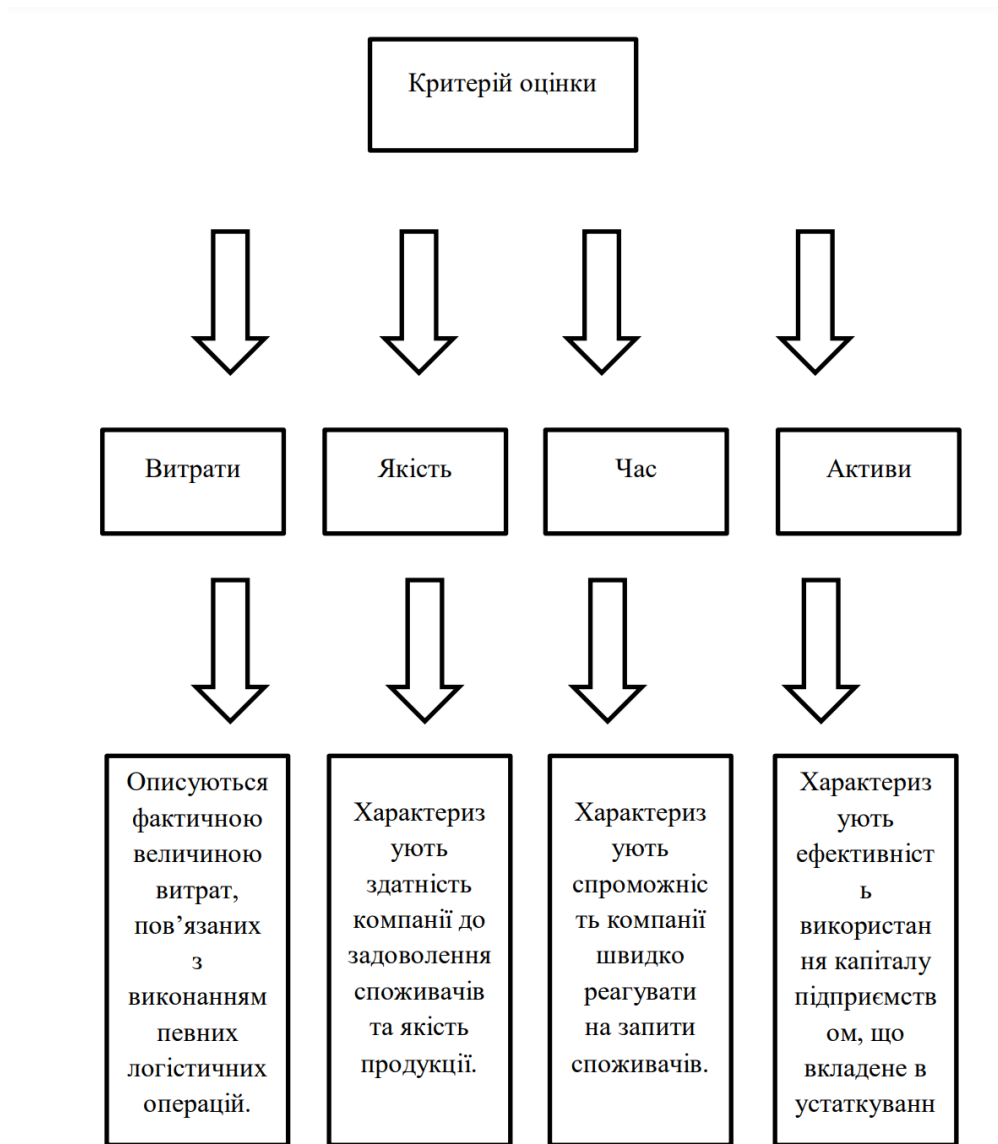 Критерій оцінки
Витрати
Якість
Час
Активи
Описуються
фактичною
величиною
витрат,
пов’язаних
з
виконанням
певних
логістичних
операцій.
Характериз
ують
здатність
компанії до
задоволення
споживачів
та якість
продукції.
Характериз
ують
спроможніс
ть компанії
швидко
реагувати
на запити
споживачів.
Характериз
ують
ефективніст
ь
використан
ня капіталу
підприємств
ом, що
вкладене в
устаткуванн